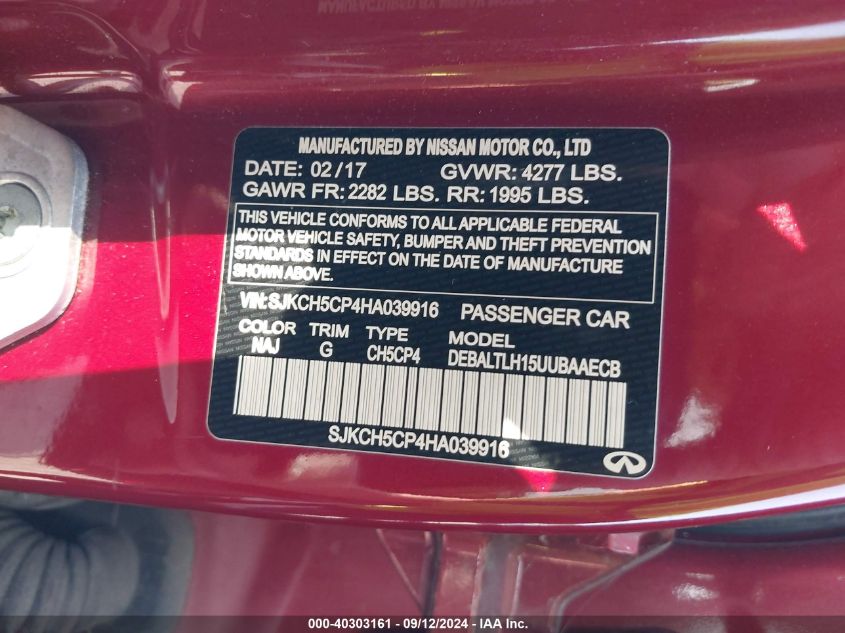 MANUFACTURED BY NISSAN MOTOR CO., LTD
DATE: 02/17 GVWR: 4277 LBS.
GAWR FR: 2282 LBS. RR: 1995 LBS.
THIS VEHICLE CONFORMS TO ALL APPLICABLE FEDERAL
MOTOR VEHICLE SAFETY, BUMPER AND THEFT PREVENTION
STANDARDS IN EFFECT ON THE DATE OF MANUFACTURE
SHOWN ABOVE.
VIN: SJKCH5CP4HA039916 PASSENGER CAR
COLOR TRIM TYPE MODEL
NAJ G CH5CP4 DEBALTLH15UUBAAECB
SJKCH5CP4HA039916
000-40303161 - 09/12/2024 - IAA Inc.